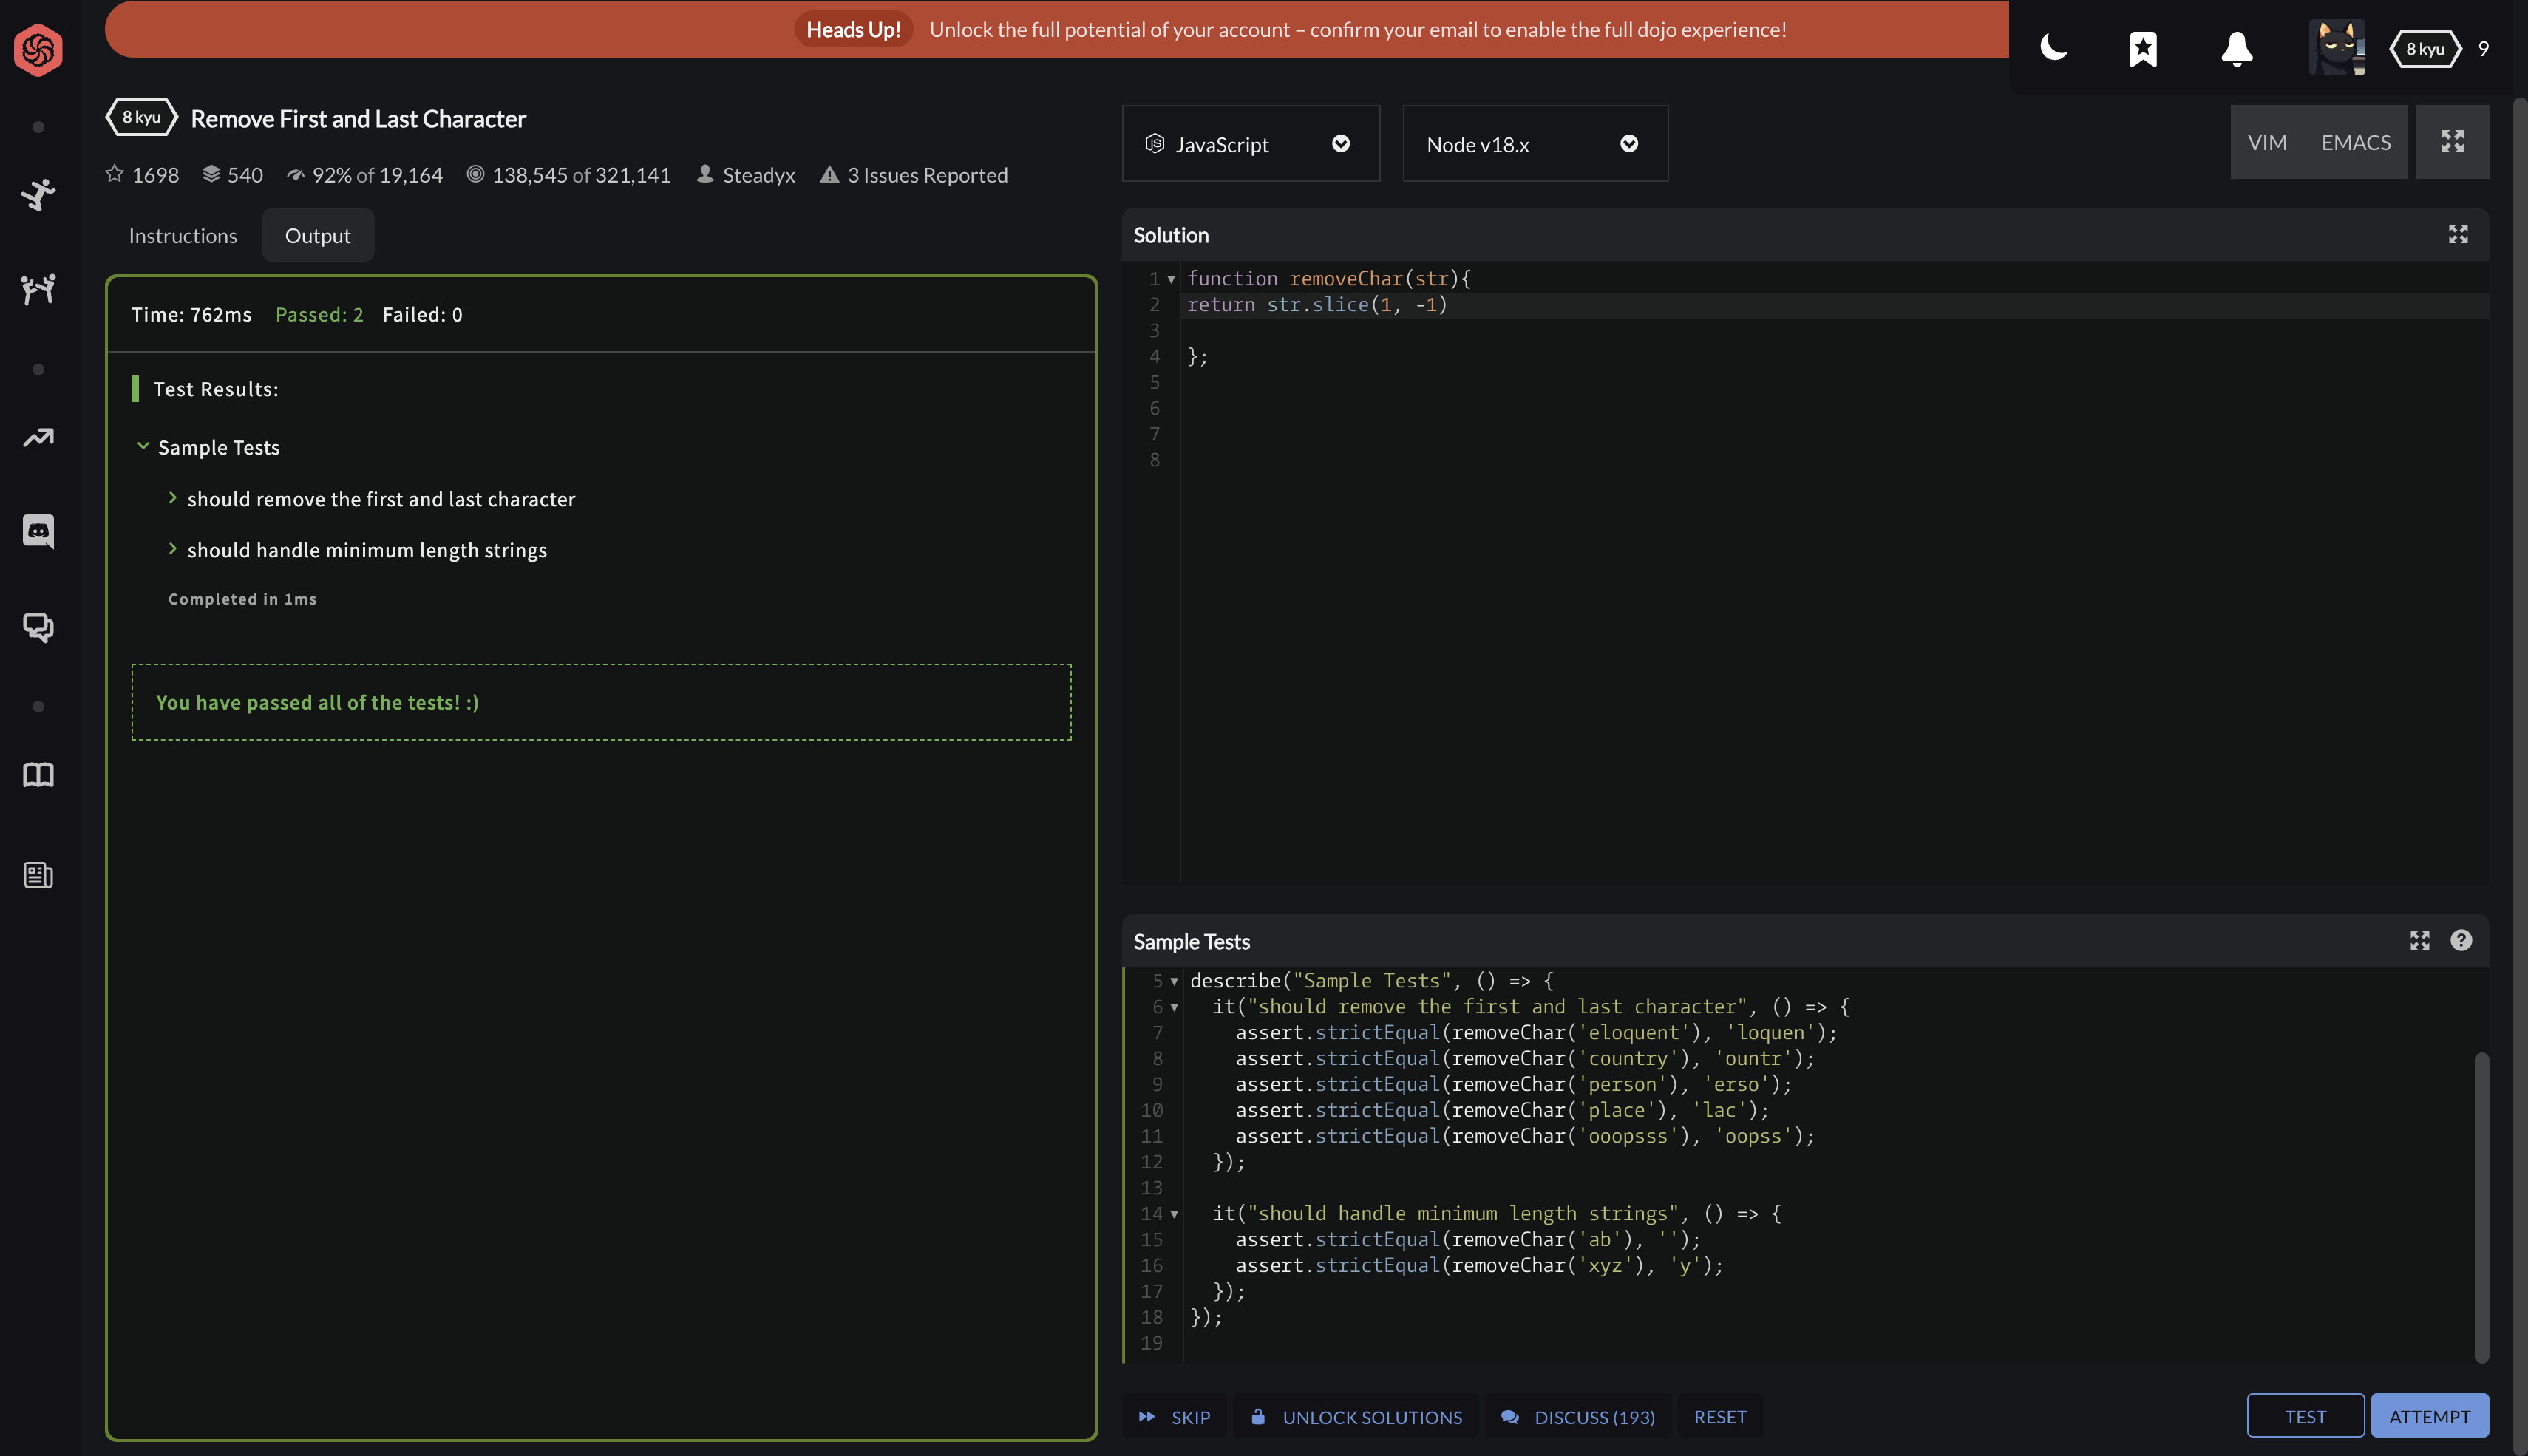 Heads Up! Unlock the full potential of your account – confirm your email to enable the full dojo experience!
8 kyu 9
8 kyu Remove First and Last Character
1698 540 92% of 19,164 138,545 of 321,141 Steadyx 3 Issues Reported
Instructions Output
Time: 762ms Passed: 2 Failed: 0
Test Results:
Sample Tests
should remove the first and last character
should handle minimum length strings
Completed in 1ms
You have passed all of the tests! :)
JS JavaScript Node v18.x VIM EMACS
Solution
1 function removeChar(str){
2 return str.slice(1, -1)
3
4 };
5
6
7
8
Sample Tests ?
5 describe("Sample Tests", () => {
6 it("should remove the first and last character", () => {
7 assert.strictEqual(removeChar('eloquent'), 'loquen');
8 assert.strictEqual(removeChar('country'), 'ountr');
9 assert.strictEqual(removeChar('person'), 'erso');
10 assert.strictEqual(removeChar('place'), 'lac');
11 assert.strictEqual(removeChar('ooopsss'), 'oopss');
12 });
13
14 it("should handle minimum length strings", () => {
15 assert.strictEqual(removeChar('ab'), '');
16 assert.strictEqual(removeChar('xyz'), 'y');
17 });
18 });
19
SKIP UNLOCK SOLUTIONS DISCUSS (193) RESET TEST ATTEMPT